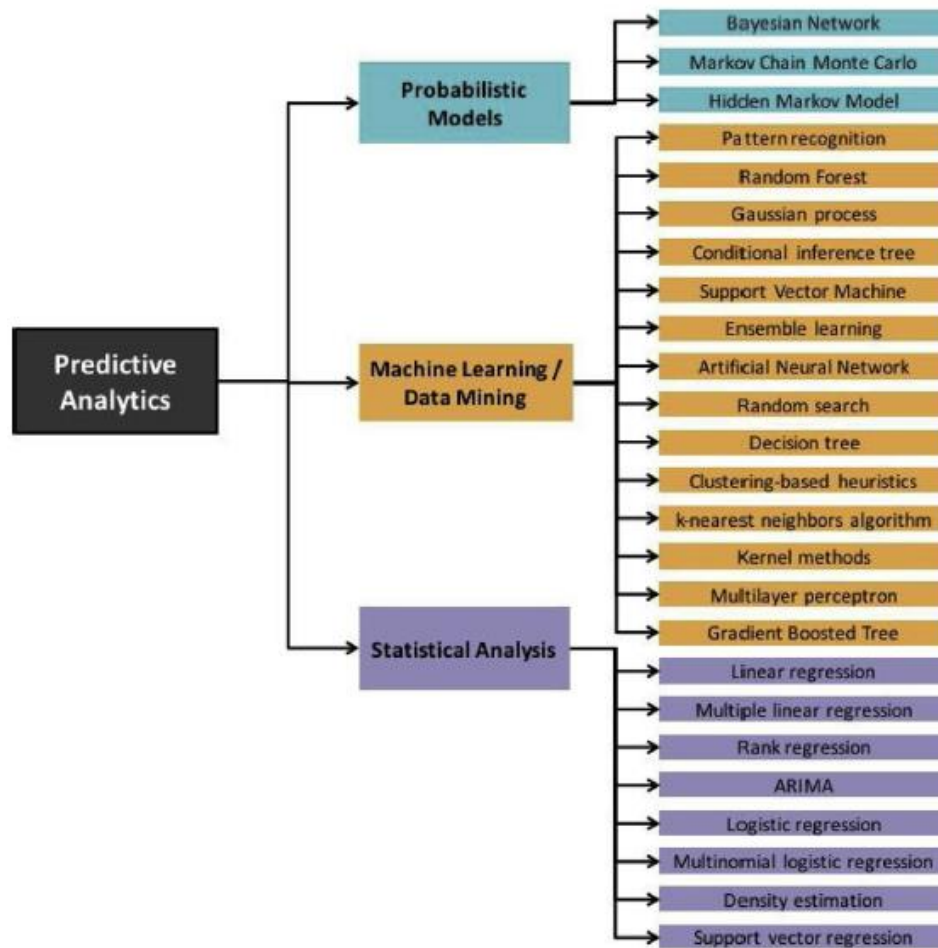 Predictive
Analytics
Probabilistic
Models
Bayesian Network
Markov Chain Monte Carlo
Hidden Markov Model
Machine Learning /
Data Mining
Pattern recognition
Random Forest
Gaussian process
Conditional inference tree
Support Vector Machine
Ensemble learning
Artificial Neural Network
Random search
Decision tree
Clustering-based heuristics
k-nearest neighbors algorithm
Kernel methods
Multilayer perceptron
Gradient Boosted Tree
Statistical Analysis
Linear regression
Multiple linear regression
Rank regression
ARIMA
Logistic regression
Multinomial logistic regression
Density estimation
Support vector regression